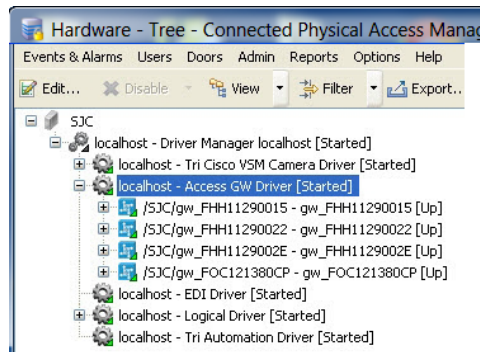 Hardware - Tree - Connected Physical Access Manag
Events & Alarms Users Doors Admin Reports Options Help
Edit... Disable View Filter Export..
SJC
localhost - Driver Manager localhost [Started]
localhost - Tri Cisco VSM Camera Driver [Started]
localhost - Access GW Driver [Started]
/SJC/gw_FHH11290015 - gw_FHH11290015 [Up]
/SJC/gw_FHH11290022 - gw_FHH11290022 [Up]
/SJC/gw_FHH1129002E - gw_FHH1129002E [Up]
/SJC/gw_FOC121380CP - gw_FOC121380CP [Up]
localhost - EDI Driver [Started]
localhost - Logical Driver [Started]
localhost - Tri Automation Driver [Started]